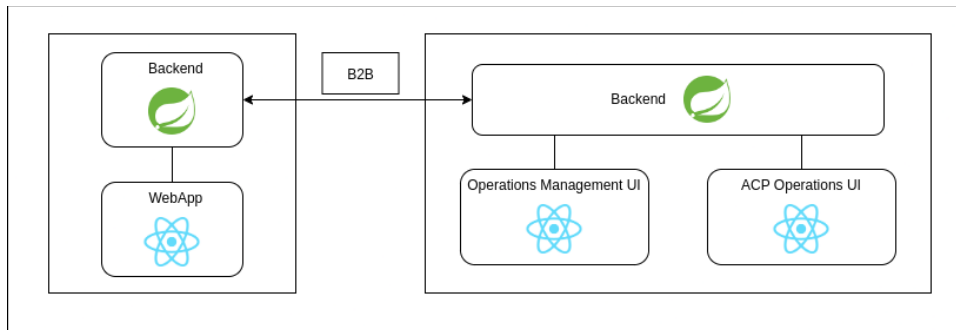 Backend
B2B
Backend
WebApp
Operations Management UI
ACP Operations UI